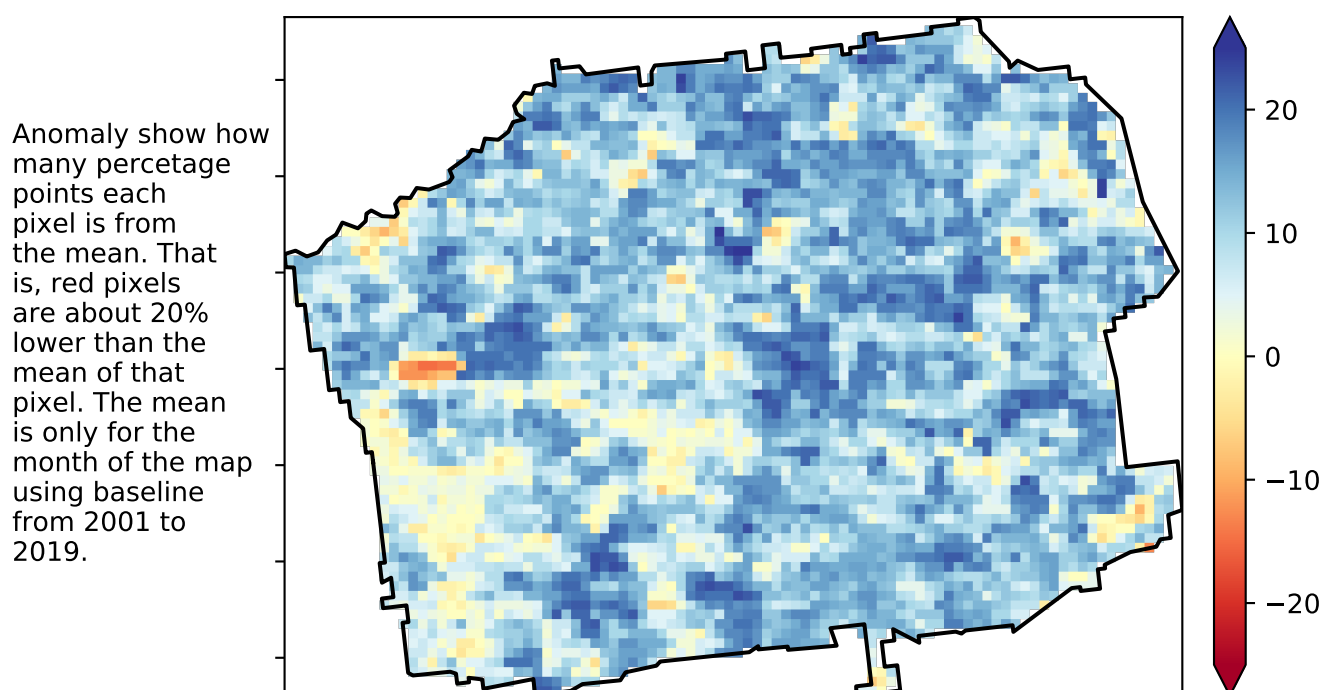 Anomaly show how
many percetage
points each
pixel is from
the mean. That
is, red pixels
are about 20%
lower than the
mean of that
pixel. The mean
is only for the
month of the map
using baseline
from 2001 to
2019.
20
10
0
−10
−20